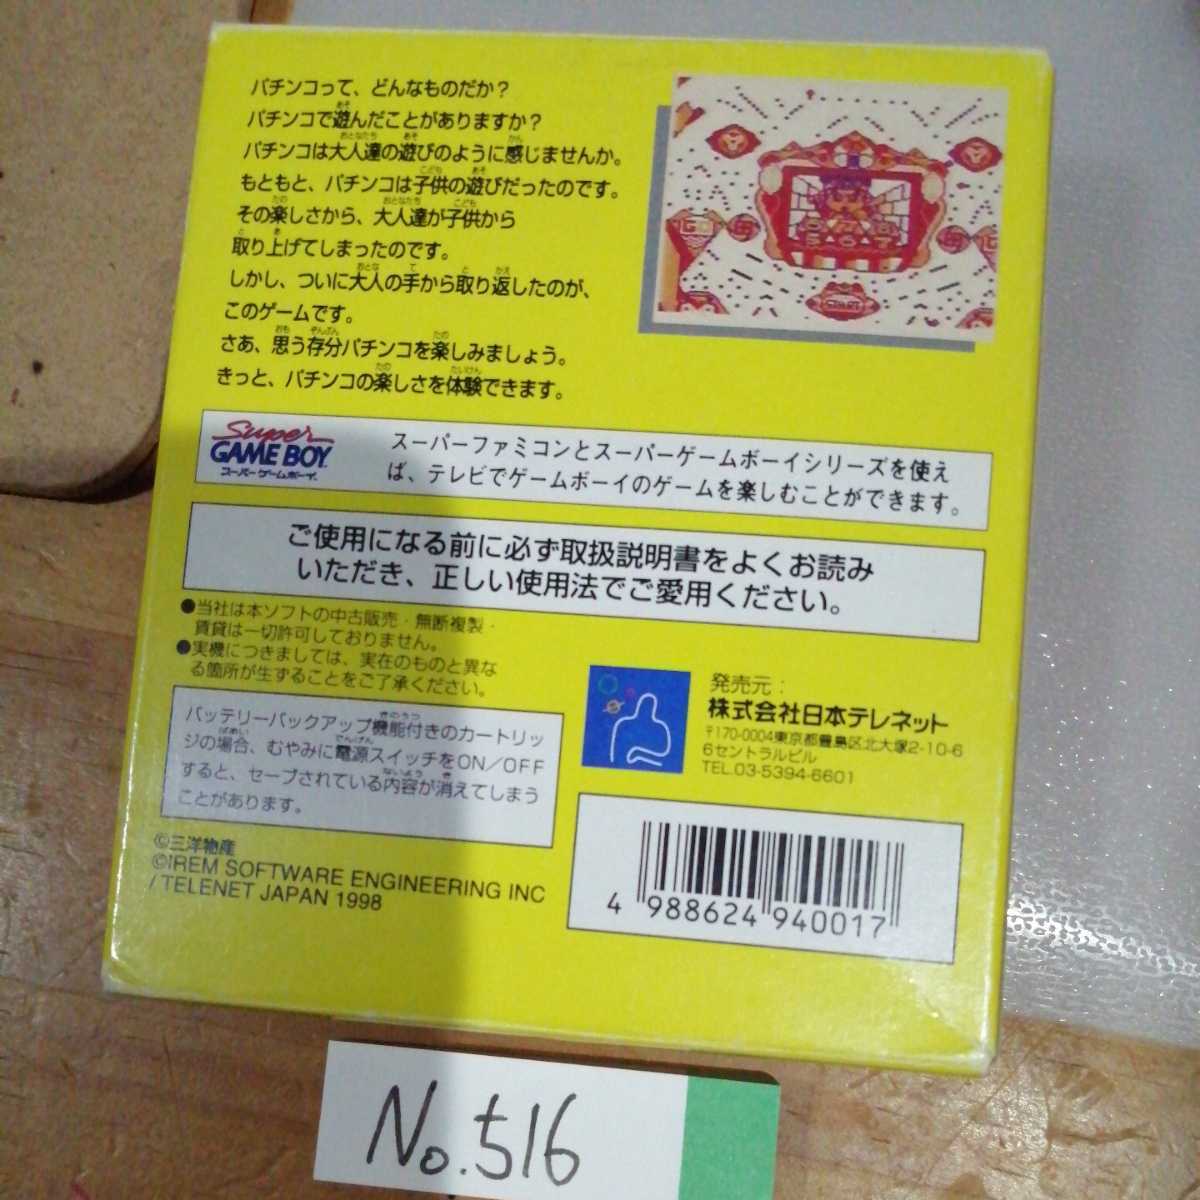 パチンコって、どんなものだか？
パチンコで遊んだことがありますか？
パチンコは大人達の遊びのように感じませんか。
もともと、パチンコは子供の遊びだったのです。
その楽しさから、大人達が子供から
取り上げてしまったのです。
しかし、ついに大人の手から取り返したのが、
このゲームです。
さあ、思う存分パチンコを楽しみましょう。
きっと、パチンコの楽しさを体験できます。
START
Super
GAME BOY
スーパーゲームボーイ
スーパーファミコンとスーパーゲームボーイシリーズを使え
ば、テレビでゲームボーイのゲームを楽しむことができます。
ご使用になる前に必ず取扱説明書をよくお読み
いただき、正しい使用法でご愛用ください。
●当社は本ソフトの中古販売・無断複製・
賃貸は一切許可しておりません。
●実機につきましては、実在のものと異な
る箇所が生ずることをご了承ください。
バッテリーバックアップ機能付きのカートリッ
ジの場合、むやみに電源スイッチをON／OFF
すると、セーブされている内容が消えてしまう
ことがあります。
発売元：
株式会社日本テレネット
〒170-0004東京都豊島区北大塚2-10-6
6セントラルビル
TEL.03-5394-6601
©三洋物産
©IREM SOFTWARE ENGINEERING INC
/ TELENET JAPAN 1998
4 988624 940017
No.516